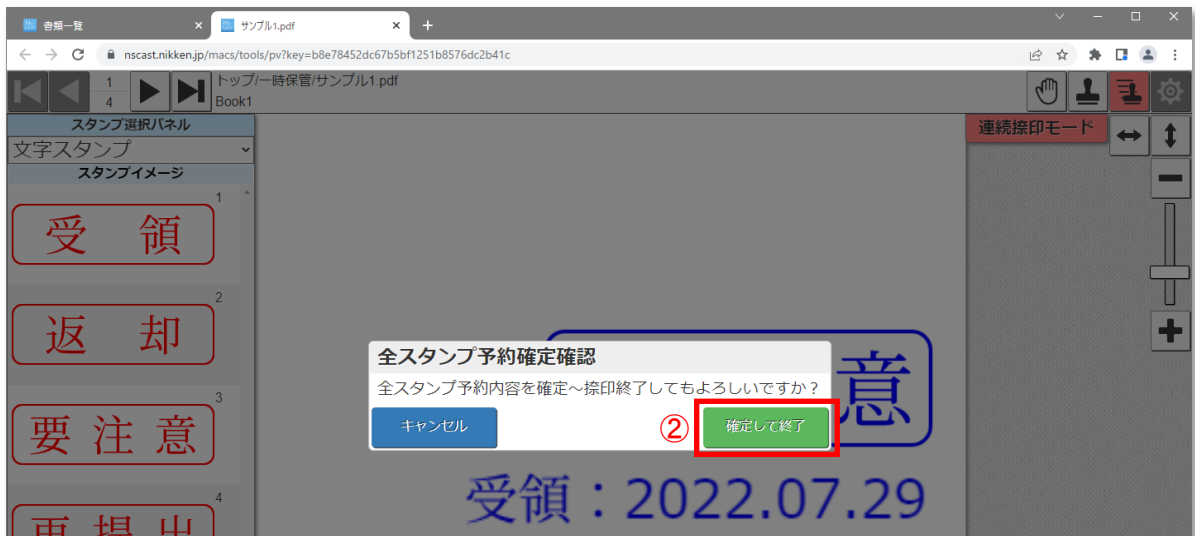 書類一覧
サンプル1.pdf
nscast.nikken.jp/macs/tools/pv?key=b8e78452dc67b5bf1251b8576dc2b41c
1
4
トップ/一時保管/サンプル1.pdf
Book1
スタンプ選択パネル
文字スタンプ
スタンプイメージ
連続捺印モード
1
受 領
2
返 却
3
要 注 意
4
再 提 出
全スタンプ予約確定確認
全スタンプ予約内容を確定～捺印終了してもよろしいですか？
キャンセル
②
確定して終了
意
受領：2022.07.29